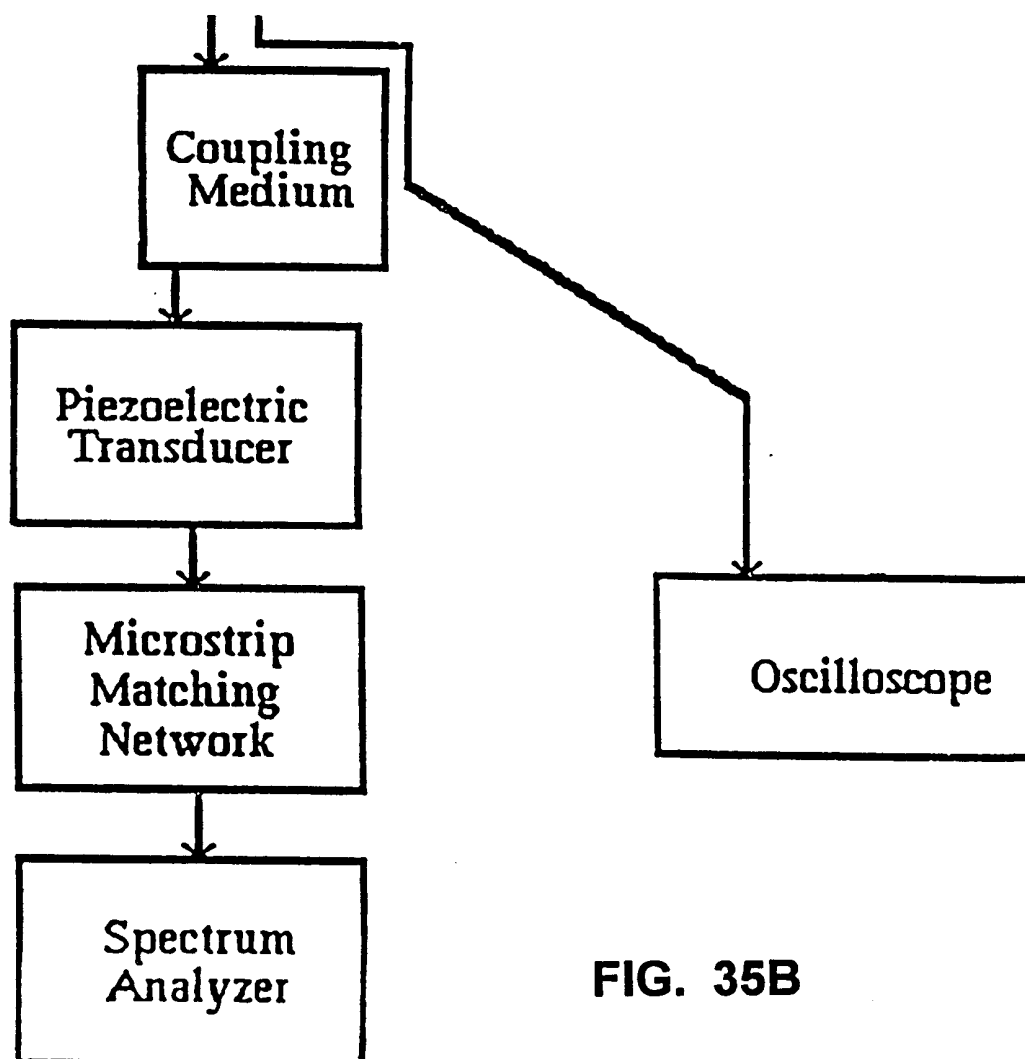 Coupling
Medium
Piezoelectric
Transducer
Microstrip
Matching
Network
Oscilloscope
Spectrum
Analyzer
FIG. 35B